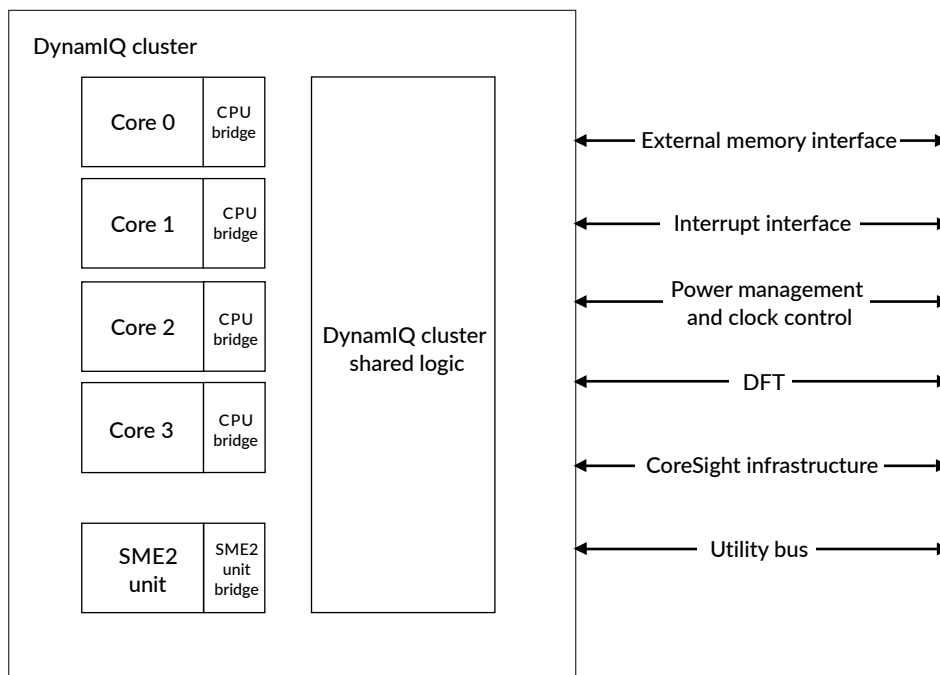 DynamIQ cluster
Core 0
CPU
bridge
Core 1
CPU
bridge
Core 2
CPU
bridge
Core 3
CPU
bridge
SME2
unit
SME2
unit
bridge
DynamIQ cluster
shared logic
External memory interface
Interrupt interface
Power management
and clock control
DFT
CoreSight infrastructure
Utility bus